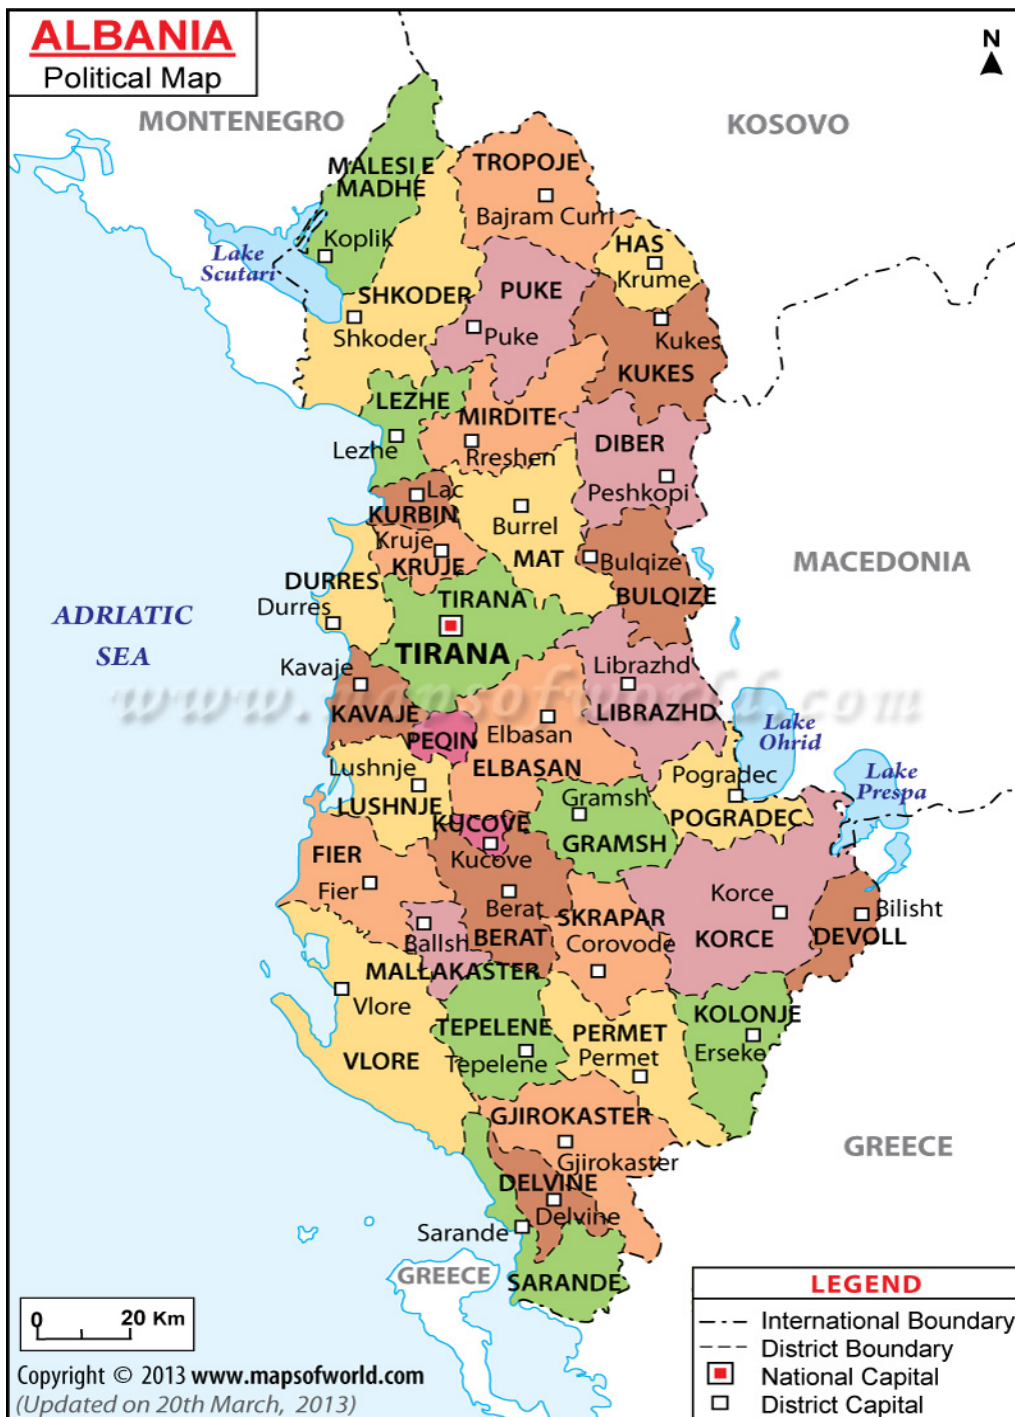 ALBANIA
Political Map
N
MONTENEGRO
KOSOVO
MALESI E
MADHE
TROPOJE
Bajram Curri
Koplik
HAS
Krume
Lake
Scutari
SHKODER
Shkoder
PUKE
Puke
Kukes
KUKES
LEZHE
Lezhe
MIRDITE
Rreshen
DIBER
Peshkopi
Lac
KURBIN
Burrel
MAT
Kruje
KRUJE
Bulqize
BULQIZE
MACEDONIA
DURRES
Durres
TIRANA
TIRANA
ADRIATIC
SEA
Kavaje
KAVAJE
Librazhd
LIBRAZHD
www.mapsofworld.com
PEQIN
Elbasan
ELBASAN
Lake
Ohrid
Lake
Prespa
Lushnje
LUSHNJE
Pogradec
POGRADEC
Gramsh
GRAMSH
KUCOVE
Kucove
FIER
Fier
Berat
BERAT
SKRAPAR
Corovode
Korce
KORCE
Bilisht
DEVOLL
Ballsh
MALLAKASTER
Vlore
VLORE
TEPELENE
Tepelene
PERMET
Permet
KOLONJE
Erseke
GJIROKASTER
Gjirokaster
GREECE
DELVINE
Delvine
Sarande
SARANDE
GREECE
LEGEND
International Boundary
District Boundary
National Capital
District Capital
0 20 Km
Copyright © 2013 www.mapsofworld.com
(Updated on 20th March, 2013)